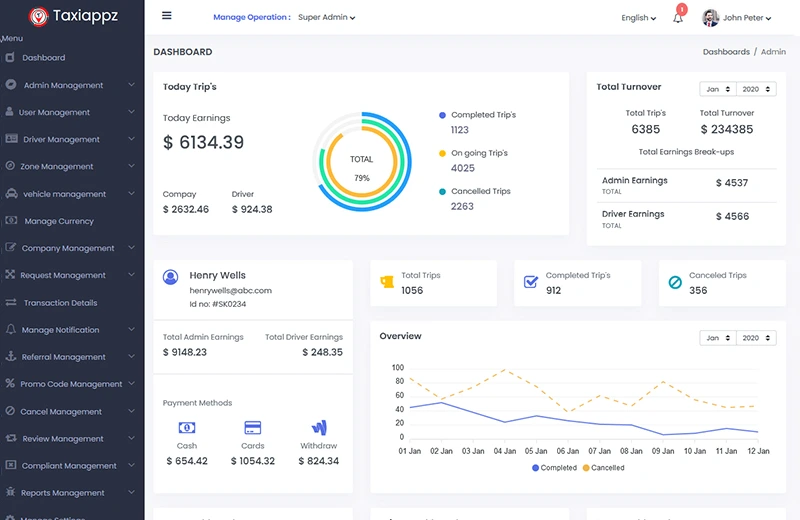 Taxiappz
Manage Operation : Super Admin
English
1
John Peter
Menu
Dashboard
Admin Management
User Management
Driver Management
Zone Management
vehicle management
Manage Currency
Company Management
Request Management
Transaction Details
Manage Notification
Referral Management
Promo Code Management
Cancel Management
Review Management
Compliant Management
Reports Management
Manage Settings
DASHBOARD
Dashboards / Admin
Today Trip's
Today Earnings
$ 6134.39
Compay
Driver
$ 2632.46
$ 924.38
TOTAL
79%
Completed Trip's
1123
On going Trip's
4025
Cancelled Trips
2263
Total Turnover
Jan
2020
Total Trip's
Total Turnover
6385
$ 234385
Total Earnings Break-ups
Admin Earnings
$ 4537
TOTAL
Driver Earnings
$ 4566
TOTAL
Henry Wells
henrywells@abc.com
Id no: #SK0234
Total Admin Earnings
Total Driver Earnings
$ 9148.23
$ 248.35
Payment Methods
Cash
Cards
Withdraw
$ 654.42
$ 1054.32
$ 824.34
Total Trips
1056
Completed Trip's
912
Canceled Trips
356
Overview
Jan
2020
100
80
60
40
20
0
01 Jan
02 Jan
03 Jan
04 Jan
05 Jan
06 Jan
07 Jan
08 Jan
09 Jan
10 Jan
11 Jan
12 Jan
Completed
Cancelled